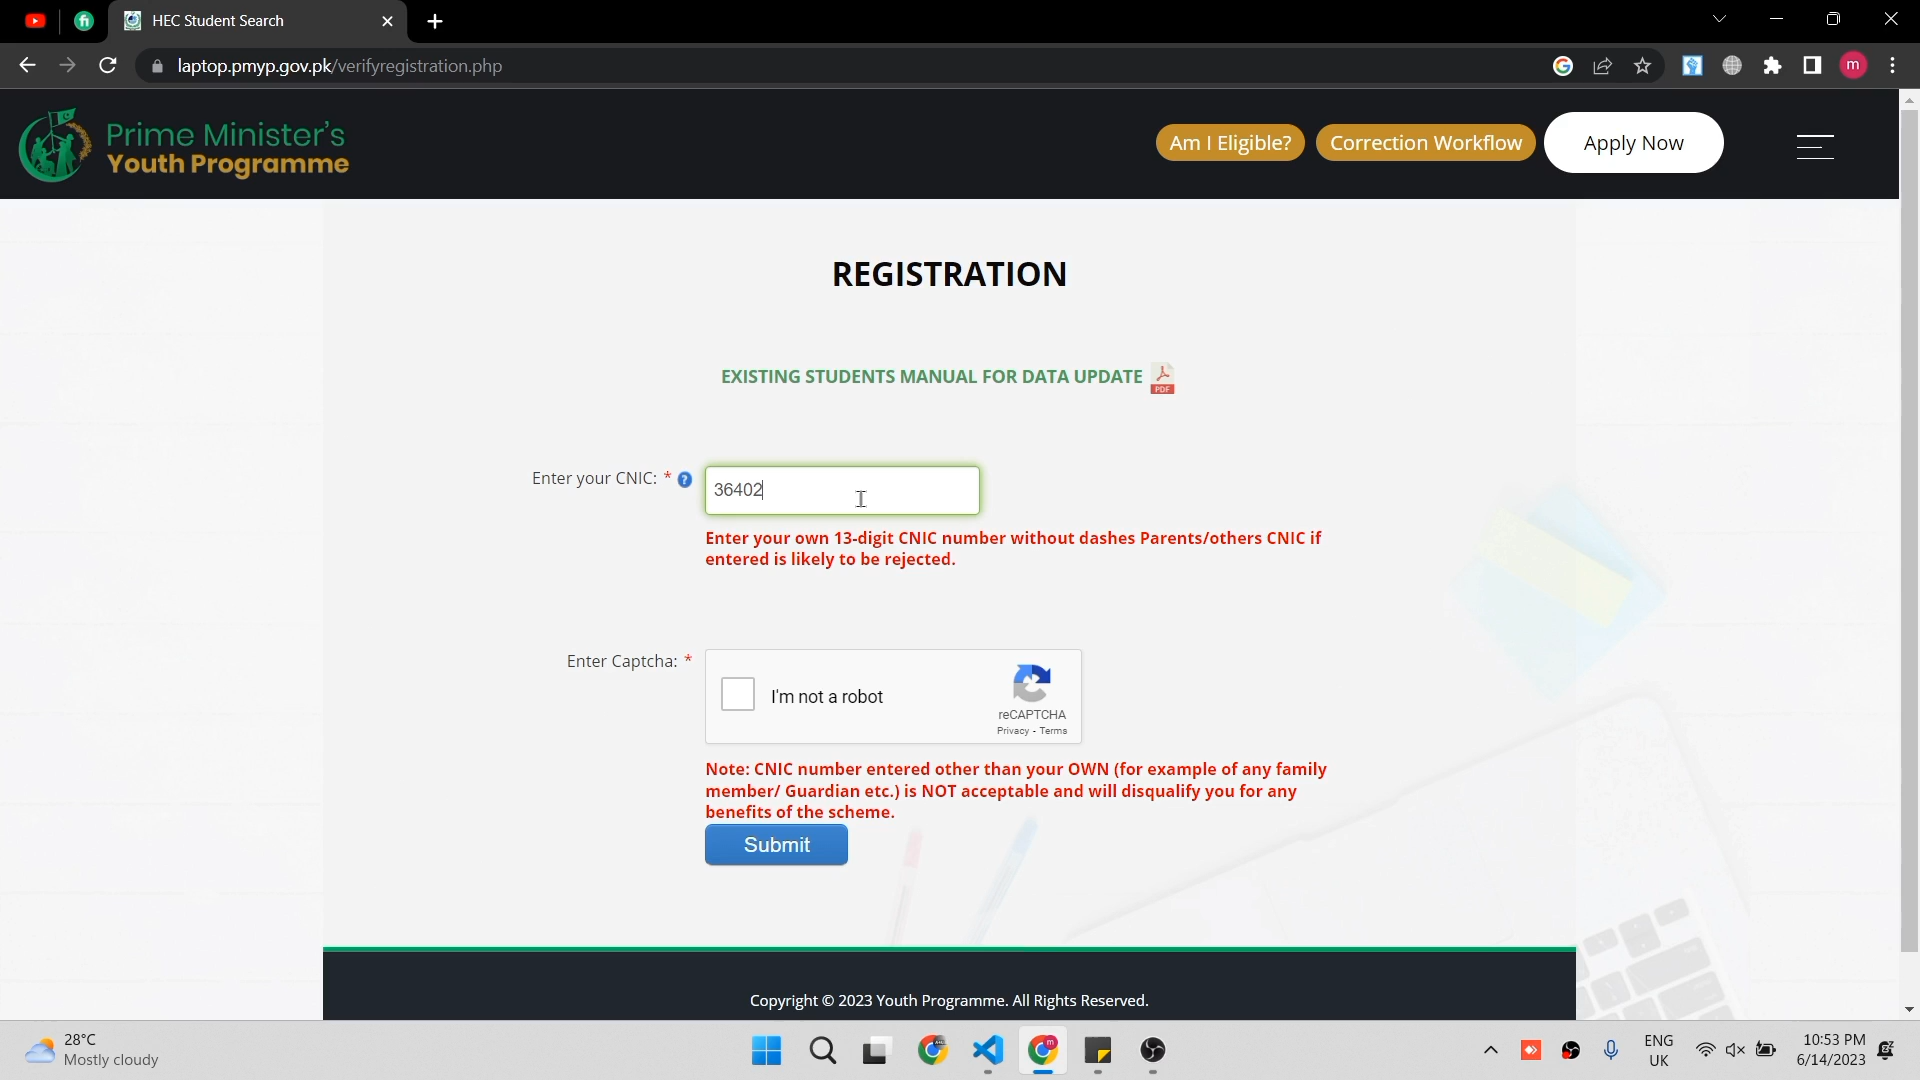 HEC Student Search
laptop.pmyp.gov.pk/verifyregistration.php
m
Prime Minister's
Youth Programme
Am I Eligible?
Correction Workflow
Apply Now
REGISTRATION
EXISTING STUDENTS MANUAL FOR DATA UPDATE
PDF
Enter your CNIC: * ?
36402
Enter your own 13-digit CNIC number without dashes Parents/others CNIC if
entered is likely to be rejected.
Enter Captcha: *
I'm not a robot
reCAPTCHA
Privacy - Terms
Note: CNIC number entered other than your OWN (for example of any family
member/ Guardian etc.) is NOT acceptable and will disqualify you for any
benefits of the scheme.
Submit
Copyright © 2023 Youth Programme. All Rights Reserved.
28°C
Mostly cloudy
ENG
UK
10:53 PM
6/14/2023